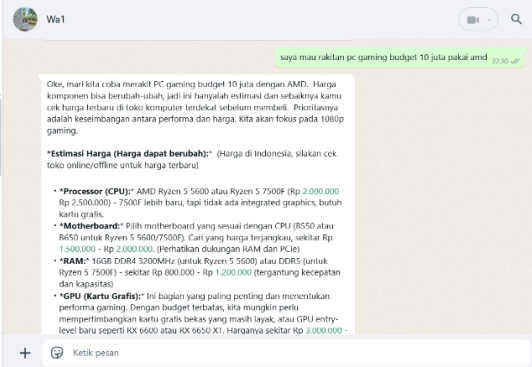 Wa1
saya mau rakitan pc gaming budget 10 juta pakai amd 22.30
Oke, mari kita coba merakit PC gaming budget 10 juta dengan AMD. Harga
komponen bisa berubah-ubah, jadi ini hanyalah estimasi dan sebaiknya kamu
cek harga terbaru di toko komputer terdekat sebelum membeli. Prioritasnya
adalah keseimbangan antara performa dan harga. Kita akan fokus pada 1080p
gaming.
*Estimasi Harga (Harga dapat berubah):* (Harga di Indonesia, silakan cek
toko online/offline untuk harga terbaru)
• *Processor (CPU):* AMD Ryzen 5 5600 atau Ryzen 5 7500F (Rp 2.000.000 -
Rp 2.500.000) - 7500F lebih baru, tapi tidak ada integrated graphics, butuh
kartu grafis.
• *Motherboard:* Pilih motherboard yang sesuai dengan CPU (B550 atau
B650 untuk Ryzen 5 5600/7500F). Cari yang harga terjangkau, sekitar Rp
1.500.000 - Rp 2.000.000. (Perhatikan dukungan RAM dan PCIe)
• *RAM:* 16GB DDR4 3200MHz (untuk Ryzen 5 5600) atau DDR5 (untuk
Ryzen 5 7500F) - sekitar Rp 800.000 - Rp 1.200.000 (tergantung kecepatan
dan kapasitas)
• *GPU (Kartu Grafis):* Ini bagian yang paling penting dan menentukan
performa gaming. Dengan budget terbatas, kita mungkin perlu
mempertimbangkan kartu grafis bekas yang masih layak, atau GPU entry-
level baru seperti RX 6600 atau RX 6650 XT. Harganya sekitar Rp 3.000.000 -
Ketik pesan